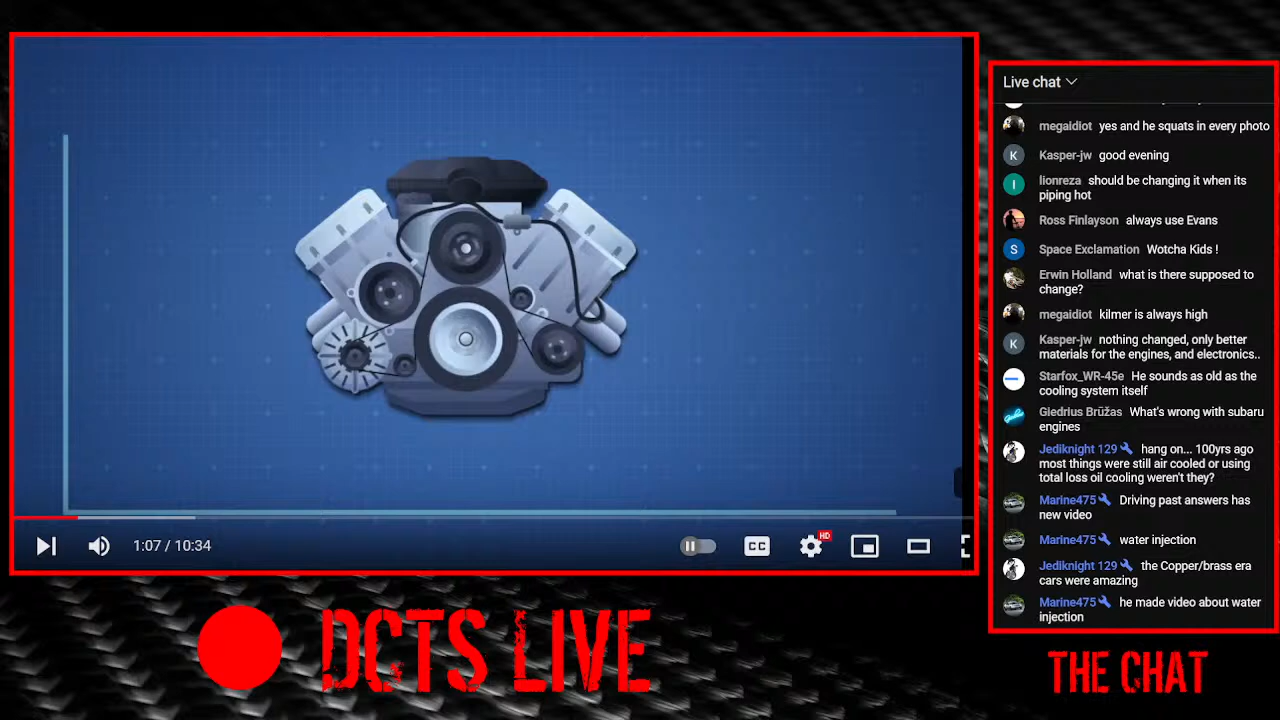 Live chat
megaIdiot yes and he squats in every photo
K
Kasper-jw good evening
I
lionreza should be changing it when its
piping hot
Ross Finlayson always use Evans
S
Space Exclamation Wotcha Kids !
Erwin Holland what is there supposed to
change?
megaIdiot kilmer is always high
K
Kasper-jw nothing changed, only better
materials for the engines, and electronics..
Starfox_WR-45e He sounds as old as the
cooling system itself
Giedrius Brūžas What's wrong with subaru
engines
Jediknight 129 hang on... 100yrs ago
most things were still air cooled or using
total loss oil cooling weren't they?
Marine475 Driving past answers has
new video
Marine475 water injection
Jediknight 129 the Copper/brass era
cars were amazing
Marine475 he made video about water
injection
1:07 / 10:34
CC
HD
DCTS LIVE
THE CHAT